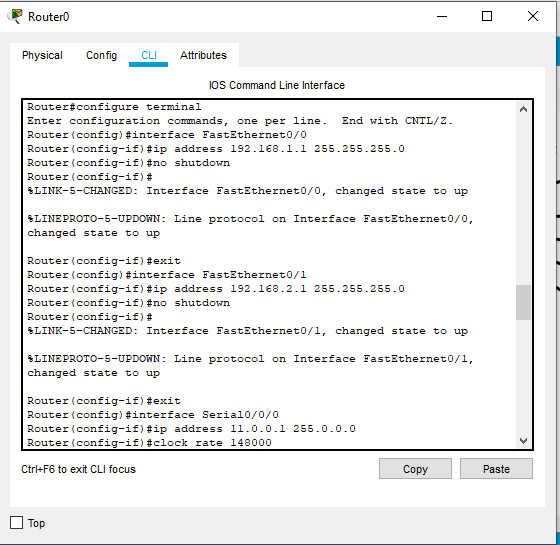 Router0
Physical Config CLI Attributes
IOS Command Line Interface
Router#configure terminal
Enter configuration commands, one per line.  End with CNTL/Z.
Router(config)#interface FastEthernet0/0
Router(config-if)#ip address 192.168.1.1 255.255.255.0
Router(config-if)#no shutdown
Router(config-if)#
%LINK-5-CHANGED: Interface FastEthernet0/0, changed state to up
%LINEPROTO-5-UPDOWN: Line protocol on Interface FastEthernet0/0,
changed state to up
Router(config-if)#exit
Router(config)#interface FastEthernet0/1
Router(config-if)#ip address 192.168.2.1 255.255.255.0
Router(config-if)#no shutdown
Router(config-if)#
%LINK-5-CHANGED: Interface FastEthernet0/1, changed state to up
%LINEPROTO-5-UPDOWN: Line protocol on Interface FastEthernet0/1,
changed state to up
Router(config-if)#exit
Router(config)#interface Serial0/0/0
Router(config-if)#ip address 11.0.0.1 255.0.0.0
Router(config-if)#clock rate 148000
Ctrl+F6 to exit CLI focus
Copy Paste
Top